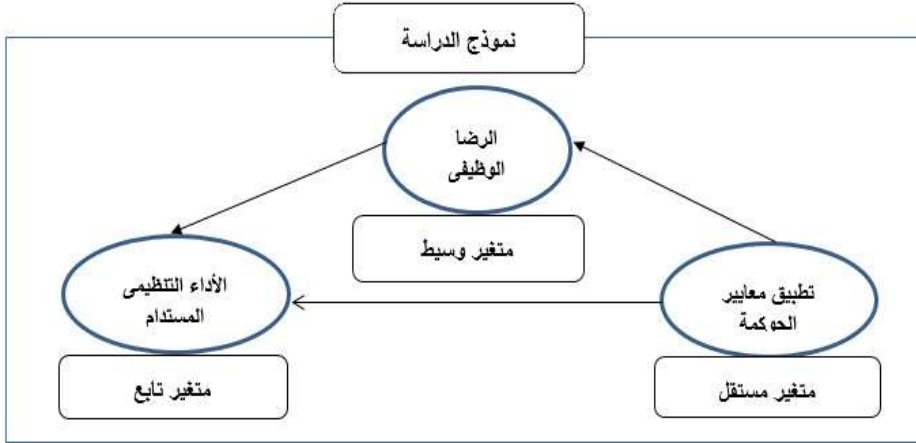 نموذج الدراسة
الرضا
الوظيفى
متغير وسيط
تطبيق معايير
الحوكمة
متغير مستقل
الأداء التنظيمى
المستدام
متغير تابع